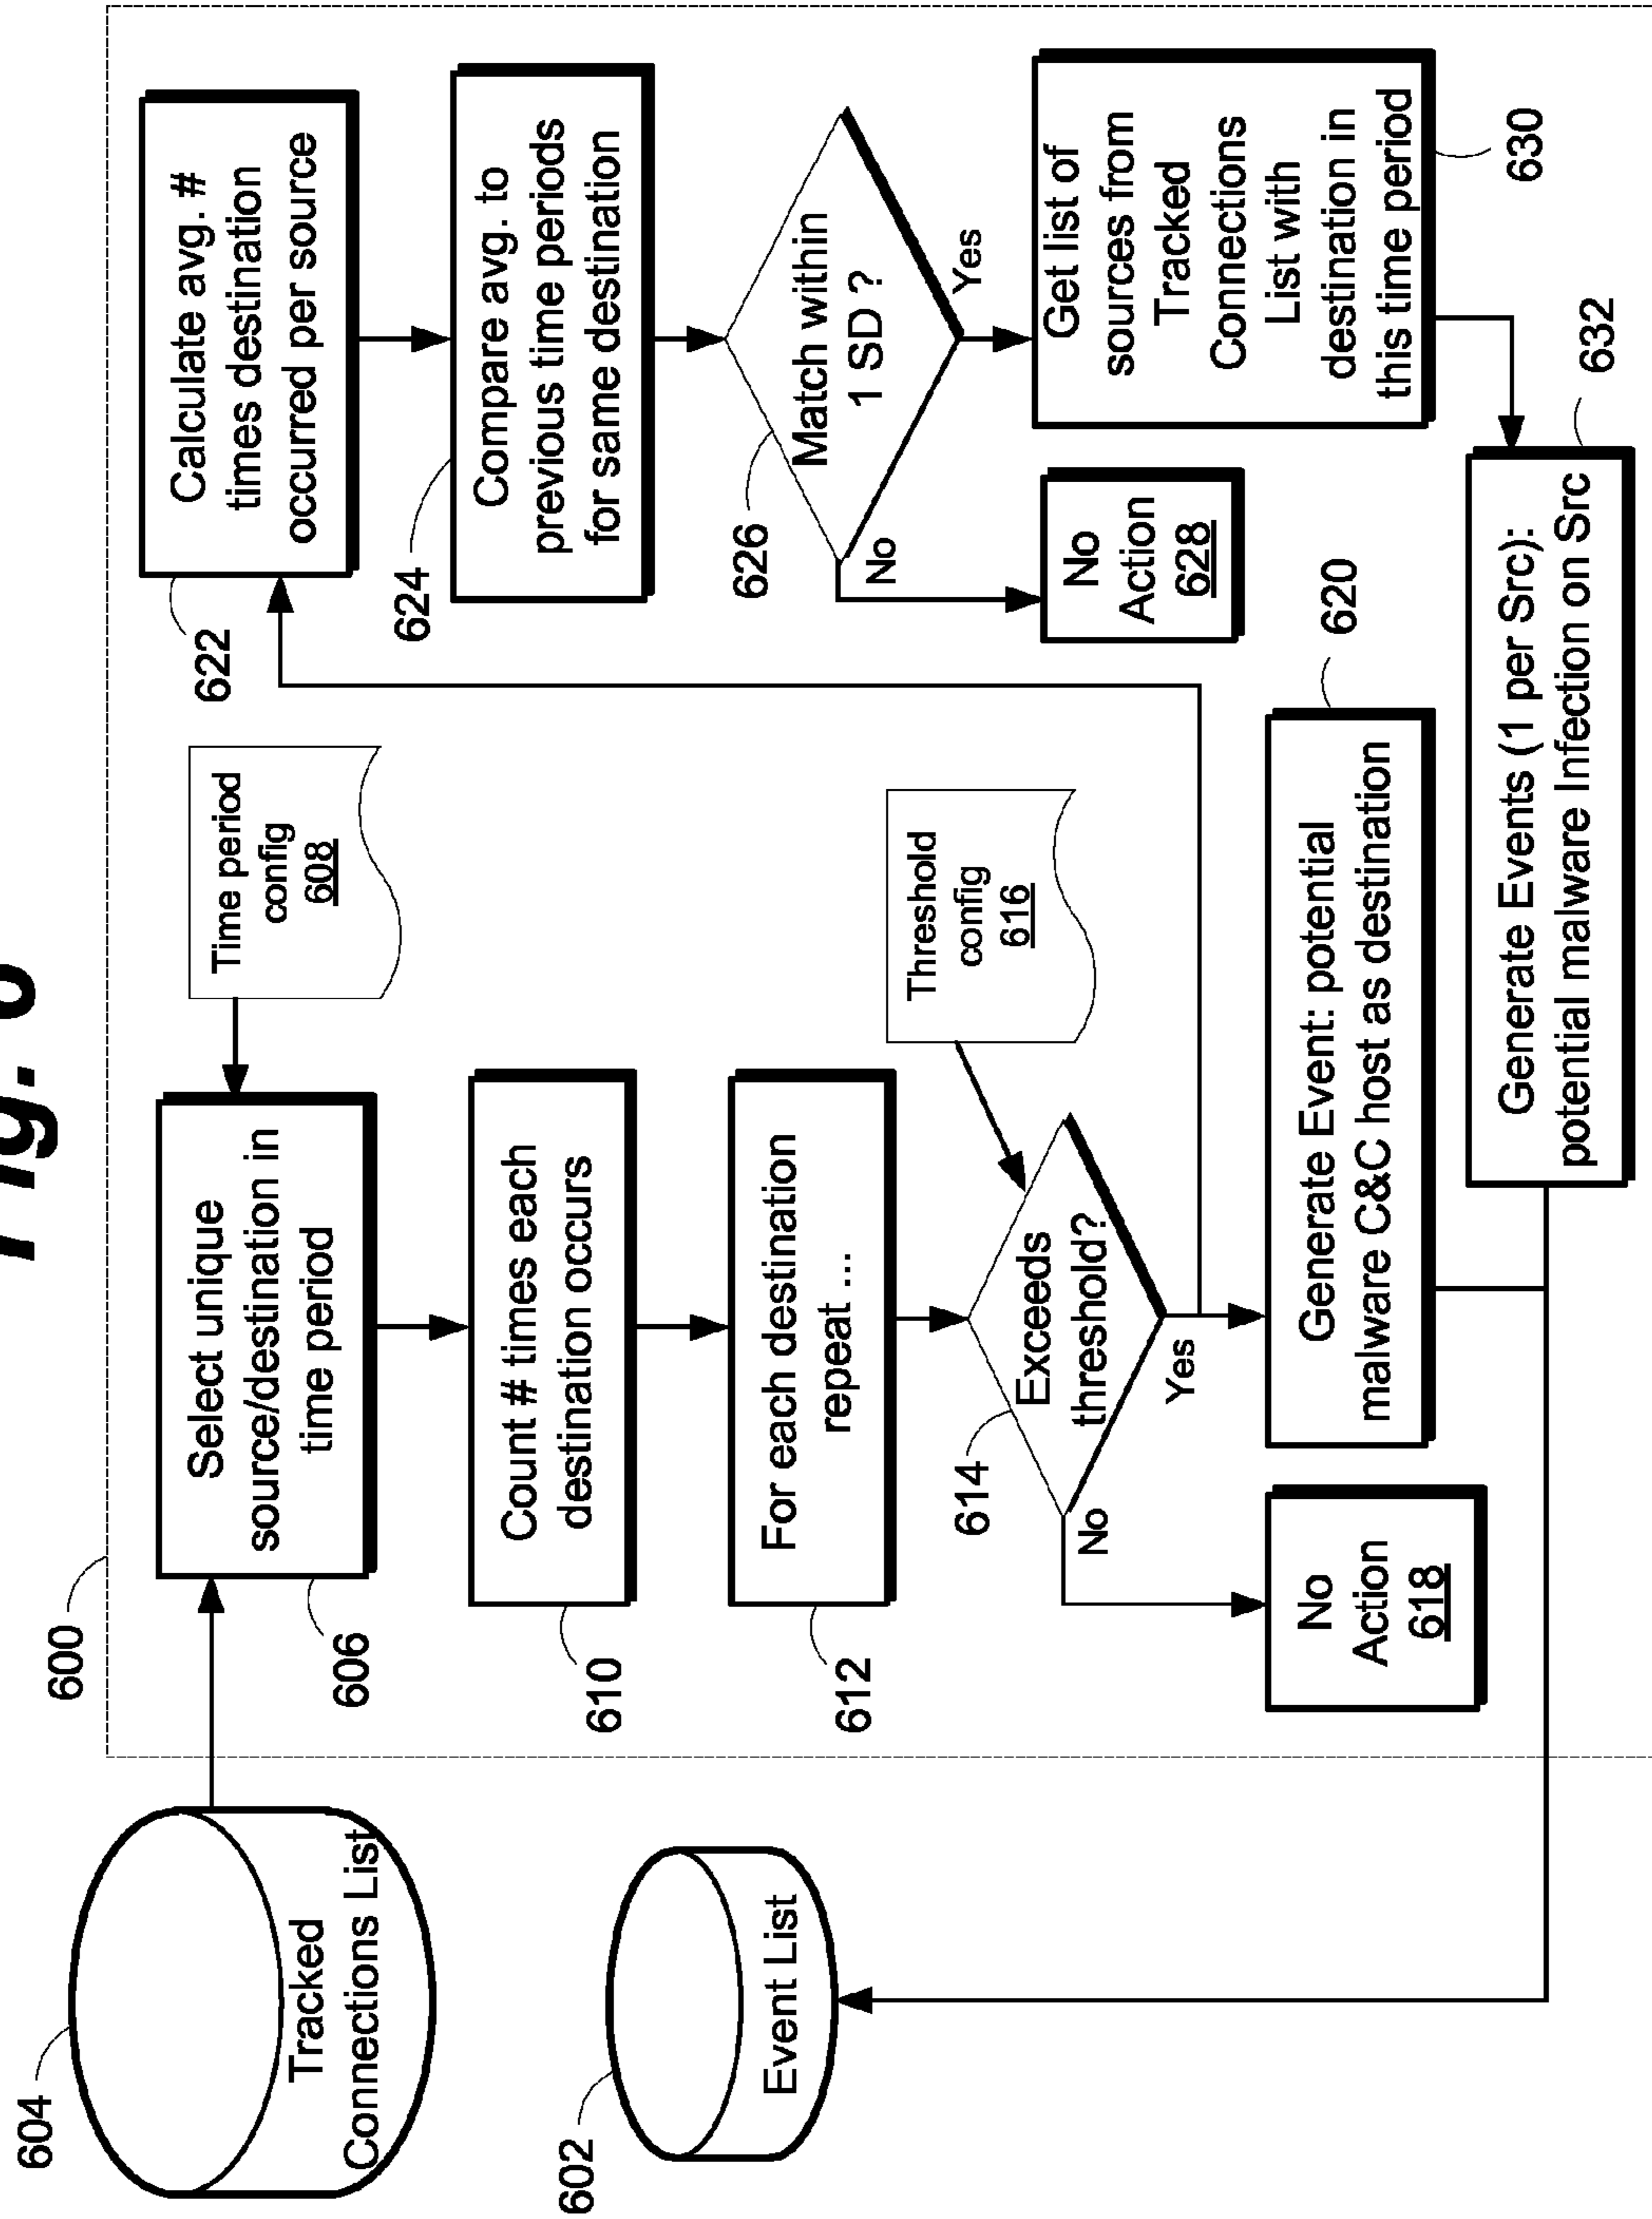 600
604
Tracked
Connections List
602
Event List
606
Select unique
source/destination in
time period
Time period
config
608
610
Count # times each
destination occurs
612
For each destination
repeat ...
614
Exceeds
threshold?
Threshold
config
616
No
Yes
No
Action
618
620
Generate Event: potential
malware C&C host as destination
622
Calculate avg. #
times destination
occurred per source
624
Compare avg. to
previous time periods
for same destination
626
Match within
1 SD ?
No
Yes
No
Action
628
Get list of
sources from
Tracked
Connections
List with
destination in
this time period
630
632
Generate Events (1 per Src):
potential malware Infection on Src